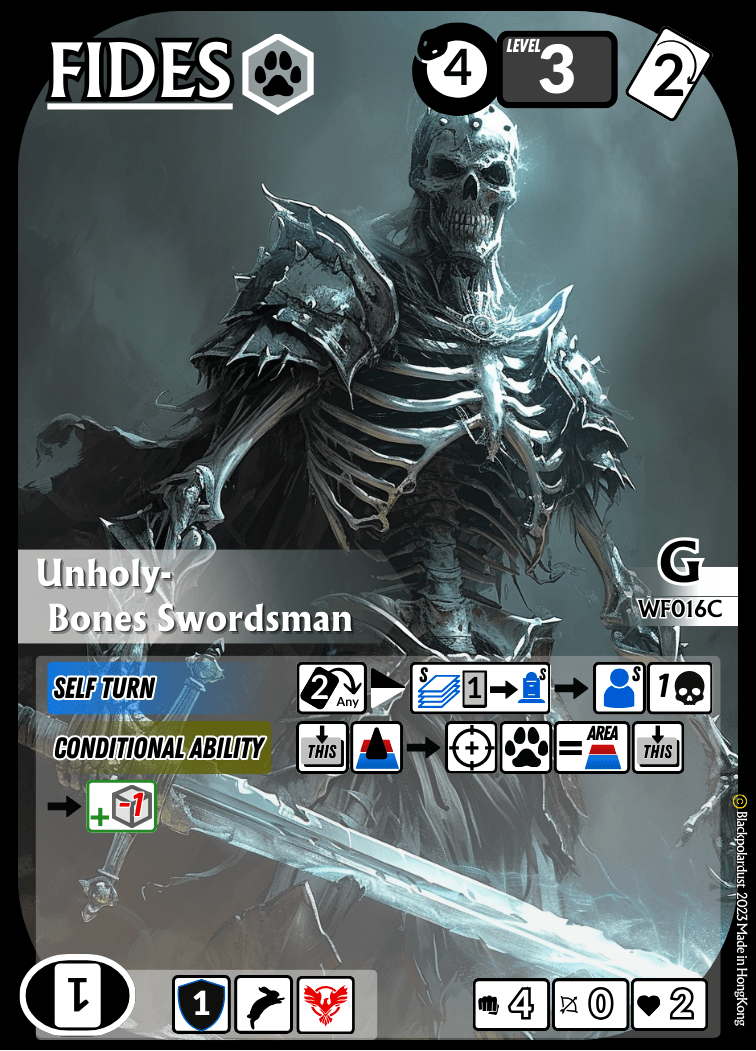 FIDES
4
LEVEL
3
2
Unholy-
Bones Swordsman
G
WF016C
SELF TURN
2
Any
S
1
S
S
1
CONDITIONAL ABILITY
THIS
AREA
THIS
+
-1
1
1
4
0
2
© Blackpolardust 2023 Made in HongKong